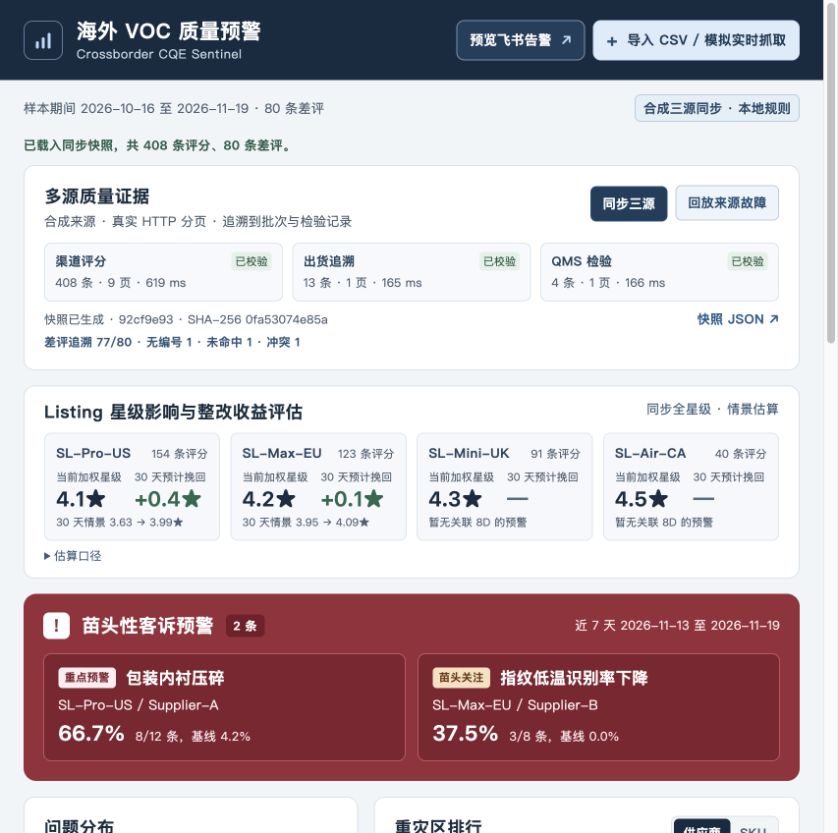 海外 VOC 质量预警
Crossborder CQE Sentinel
预览飞书告警 ↗
+ 导入 CSV / 模拟实时抓取
样本期间 2026-10-16 至 2026-11-19 · 80 条差评
合成三源同步 · 本地规则
已载入同步快照，共 408 条评分、80 条差评。
多源质量证据
合成来源 · 真实 HTTP 分页 · 追溯到批次与检验记录
同步三源
回放来源故障
渠道评分 已校验
408 条 · 9 页 · 619 ms
出货追溯 已校验
13 条 · 1 页 · 165 ms
QMS 检验 已校验
4 条 · 1 页 · 166 ms
快照已生成 · 92cf9e93 · SHA-256 0fa53074e85a
快照 JSON ↗
差评追溯 77/80 · 无编号 1 · 未命中 1 · 冲突 1
Listing 星级影响与整改收益评估
同步全星级 · 情景估算
SL-Pro-US 154 条评分
当前加权星级 30 天预计挽回
4.1★ +0.4★
30 天情景 3.63 → 3.99★
SL-Max-EU 123 条评分
当前加权星级 30 天预计挽回
4.2★ +0.1★
30 天情景 3.95 → 4.09★
SL-Mini-UK 91 条评分
当前加权星级 30 天预计挽回
4.3★ —
暂无关联 8D 的预警
SL-Air-CA 40 条评分
当前加权星级 30 天预计挽回
4.5★ —
暂无关联 8D 的预警
▶ 估算口径
! 苗头性客诉预警 2 条
近 7 天 2026-11-13 至 2026-11-19
重点预警 包装内衬压碎
SL-Pro-US / Supplier-A
66.7% 8/12 条，基线 4.2%
苗头关注 指纹低温识别率下降
SL-Max-EU / Supplier-B
37.5% 3/8 条，基线 0.0%
问题分布
重灾区排行
供应商 SKU